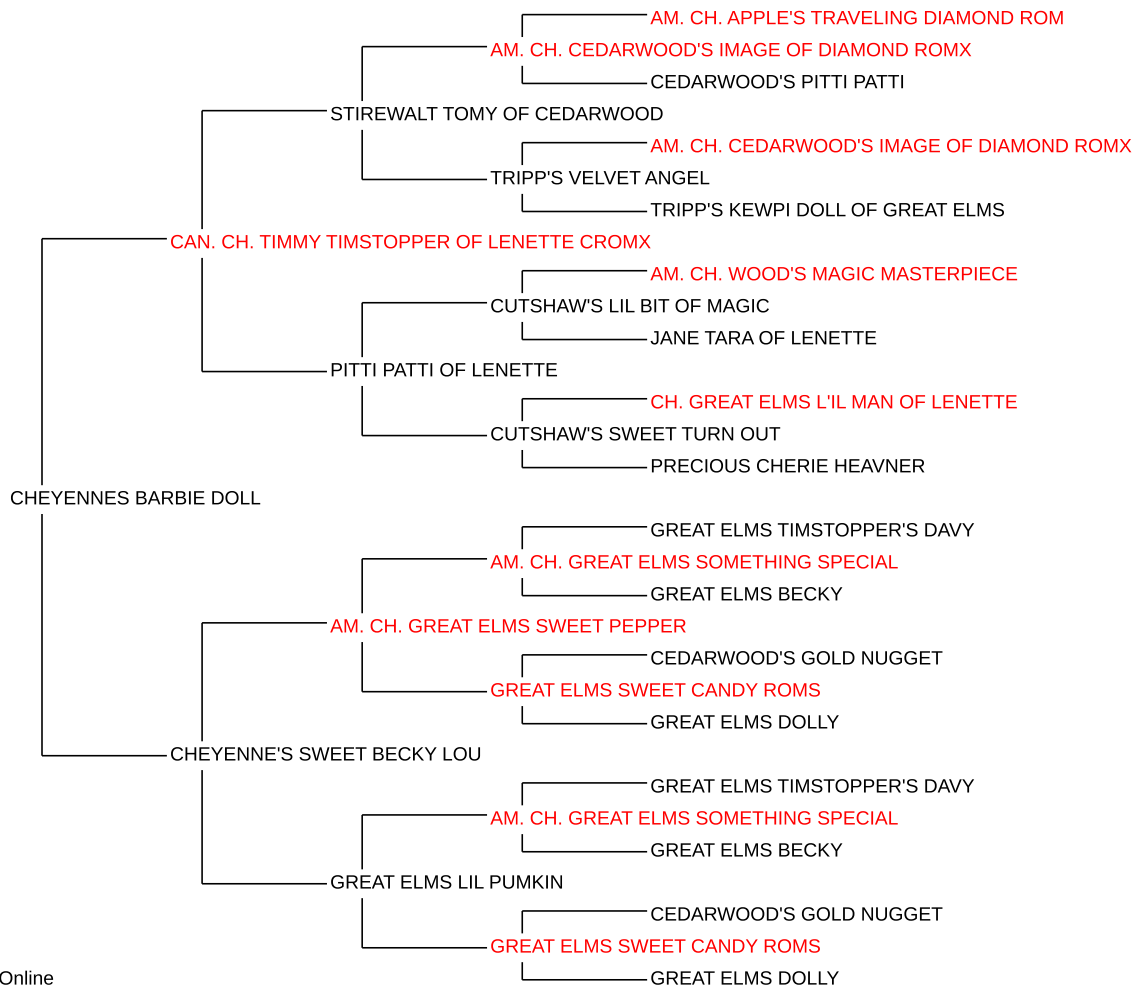 AM. CH. APPLE'S TRAVELING DIAMOND ROM
AM. CH. CEDARWOOD'S IMAGE OF DIAMOND ROMX
CEDARWOOD'S PITTI PATTI
STIREWALT TOMY OF CEDARWOOD
AM. CH. CEDARWOOD'S IMAGE OF DIAMOND ROMX
TRIPP'S VELVET ANGEL
TRIPP'S KEWPI DOLL OF GREAT ELMS
CAN. CH. TIMMY TIMSTOPPER OF LENETTE CROMX
AM. CH. WOOD'S MAGIC MASTERPIECE
CUTSHAW'S LIL BIT OF MAGIC
JANE TARA OF LENETTE
PITTI PATTI OF LENETTE
CH. GREAT ELMS L'IL MAN OF LENETTE
CUTSHAW'S SWEET TURN OUT
PRECIOUS CHERIE HEAVNER
CHEYENNES BARBIE DOLL
GREAT ELMS TIMSTOPPER'S DAVY
AM. CH. GREAT ELMS SOMETHING SPECIAL
GREAT ELMS BECKY
AM. CH. GREAT ELMS SWEET PEPPER
CEDARWOOD'S GOLD NUGGET
GREAT ELMS SWEET CANDY ROMS
GREAT ELMS DOLLY
CHEYENNE'S SWEET BECKY LOU
GREAT ELMS TIMSTOPPER'S DAVY
AM. CH. GREAT ELMS SOMETHING SPECIAL
GREAT ELMS BECKY
GREAT ELMS LIL PUMKIN
CEDARWOOD'S GOLD NUGGET
GREAT ELMS SWEET CANDY ROMS
GREAT ELMS DOLLY
Online